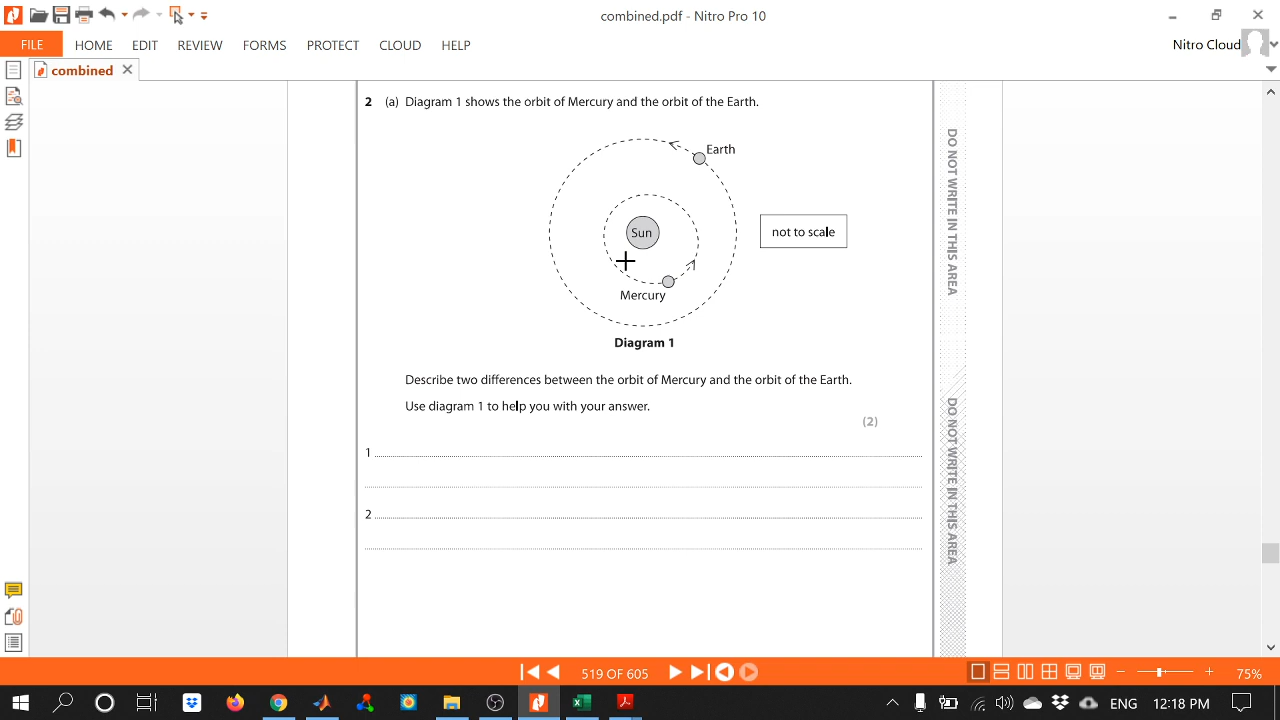 combined.pdf - Nitro Pro 10
FILE
HOME
EDIT
REVIEW
FORMS
PROTECT
CLOUD
HELP
Nitro Cloud
combined
2 (a) Diagram 1 shows the orbit of Mercury and the orbit of the Earth.
Earth
Sun
not to scale
Mercury
Diagram 1
Describe two differences between the orbit of Mercury and the orbit of the Earth.
Use diagram 1 to help you with your answer.
(2)
1
2
DO NOT WRITE IN THIS AREA
DO NOT WRITE IN THIS AREA
519 OF 605
75%
ENG
12:18 PM